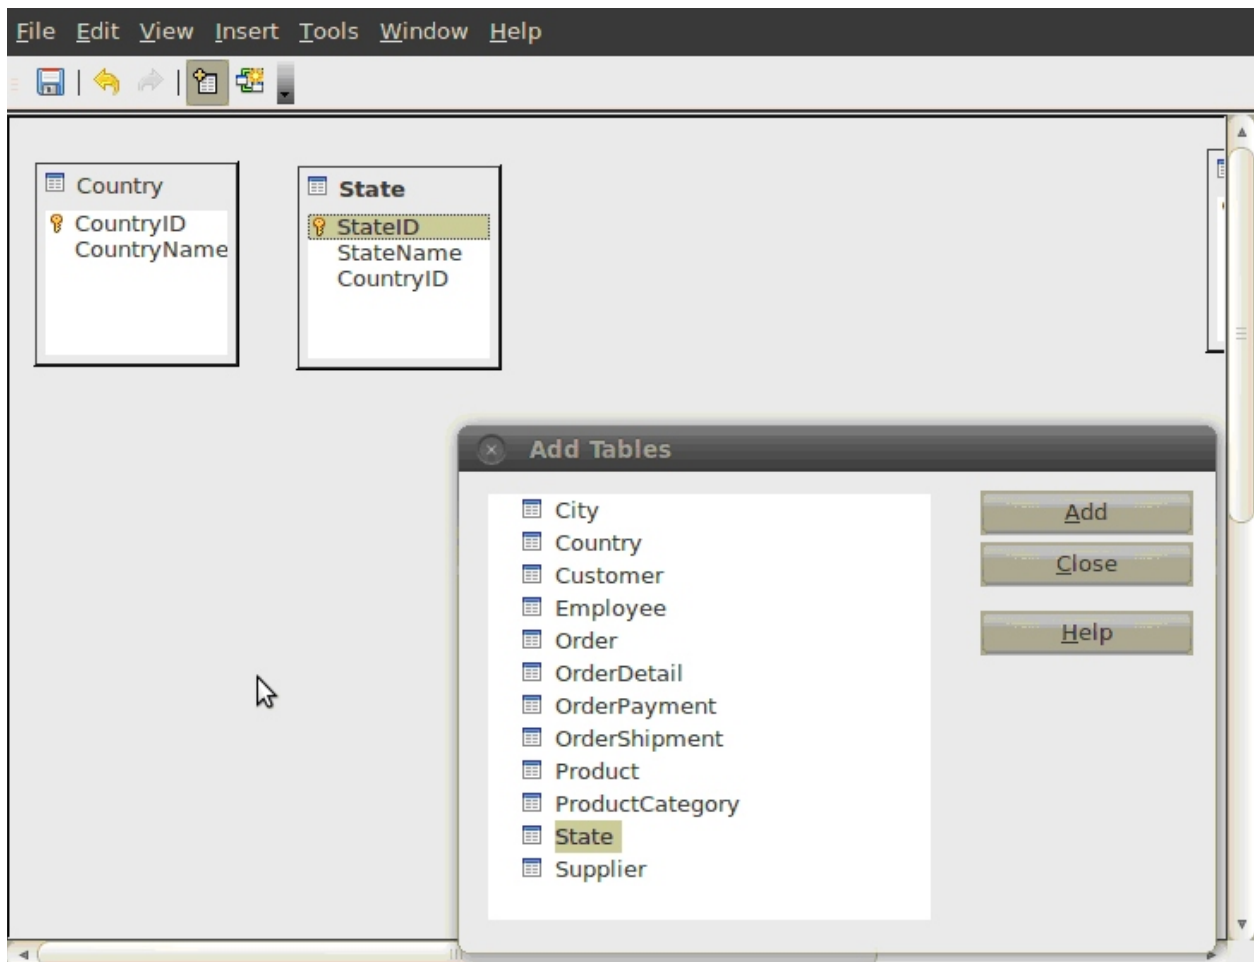 File Edit View Insert Tools Window Help
Country
CountryID
CountryName
State
StateID
StateName
CountryID
Add Tables
City
Country
Customer
Employee
Order
OrderDetail
OrderPayment
OrderShipment
Product
ProductCategory
State
Supplier
Add
Close
Help